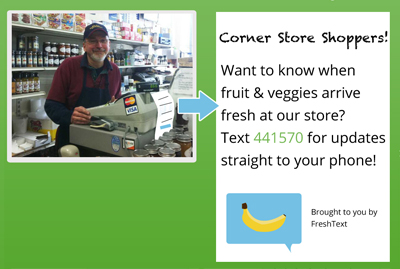 VISA
Corner Store Shoppers!
Want to know when
fruit & veggies arrive
fresh at our store?
Text 441570 for updates
straight to your phone!
Brought to you by
FreshText